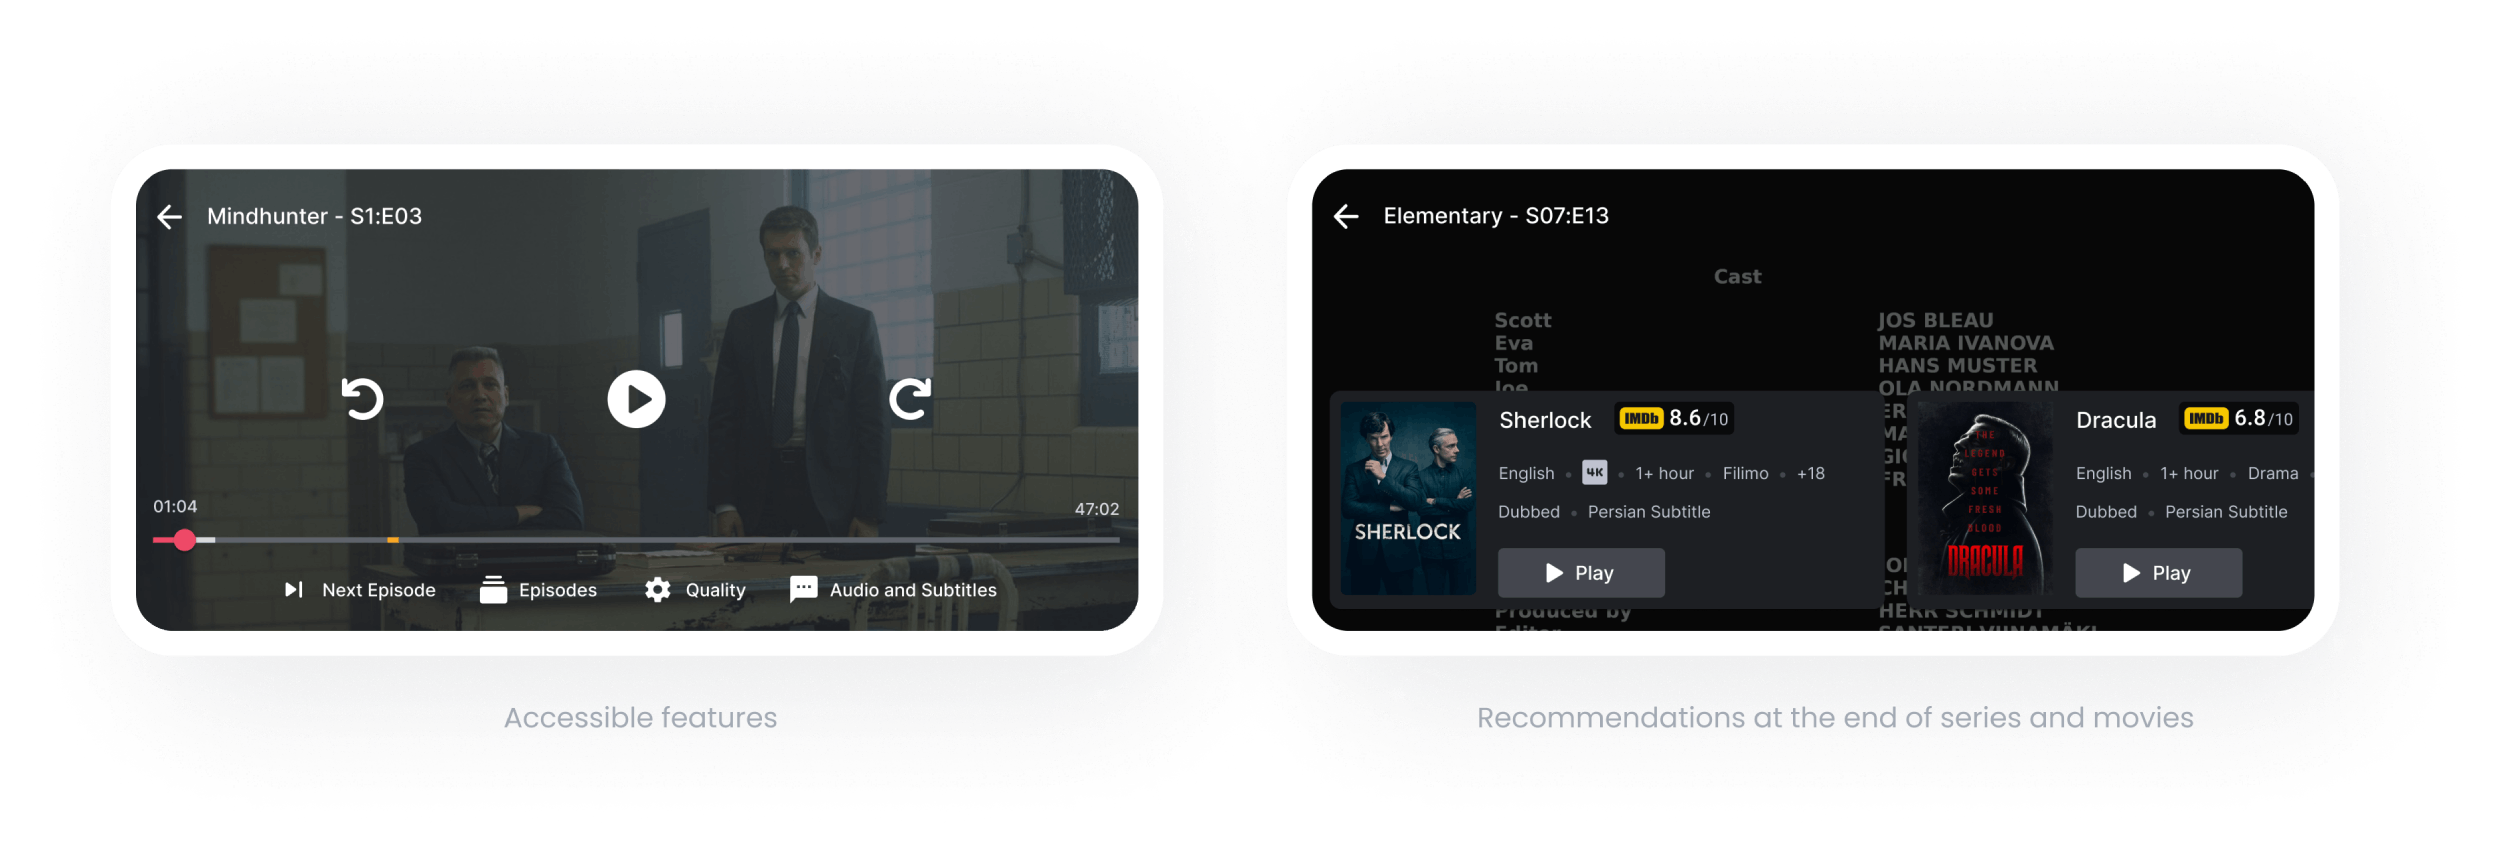 Mindhunter - S1:E03
01:04
47:02
Next Episode
Episodes
Quality
Audio and Subtitles
Accessible features
Elementary - S07:E13
Cast
Scott JOS BLEAU
Eva MARIA IVANOVA
Tom HANS MUSTER
Joe OLA NORDMANN
SHERLOCK
Sherlock IMDb 8.6/10
English • 4K • 1+ hour • Filimo • +18
Dubbed • Persian Subtitle
Play
THE
LEGEND
GETS
SOME
FRESH
BLOOD
DRACULA
Dracula IMDb 6.8/10
English • 1+ hour • Drama •
Dubbed • Persian Subtitle
Play
Produced by HERR SCHMIDT
Editor SANTERI VIINAMÄKI
Recommendations at the end of series and movies